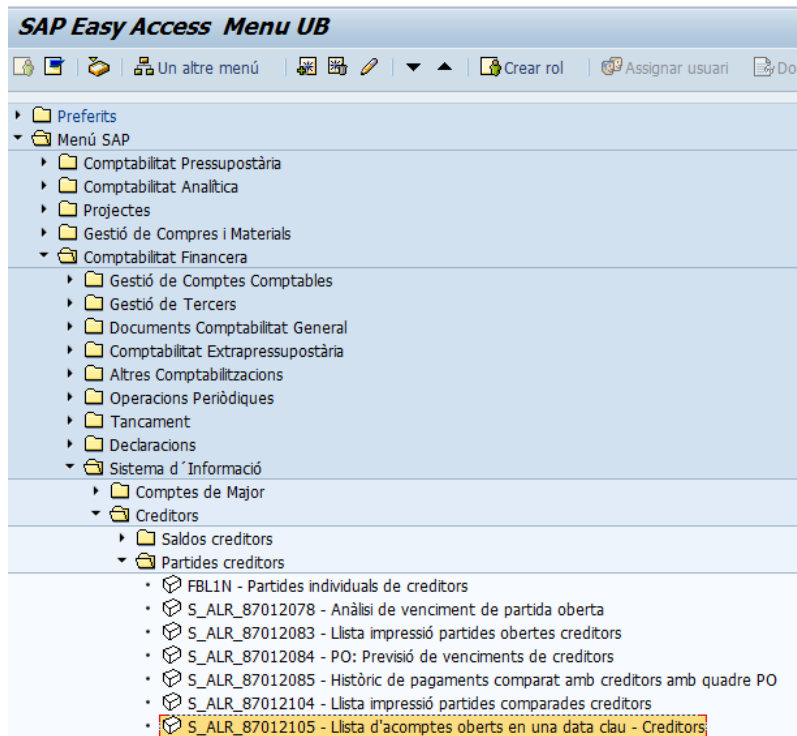 SAP Easy Access Menu UB
Un altre menú Crear rol Assignar usuari Do
Preferits
Menú SAP
Comptabilitat Pressupostària
Comptabilitat Analítica
Projectes
Gestió de Compres i Materials
Comptabilitat Financera
Gestió de Comptes Comptables
Gestió de Tercers
Documents Comptabilitat General
Comptabilitat Extrapressupostària
Altres Comptabilitzacions
Operacions Periòdiques
Tancament
Declaracions
Sistema d´Informació
Comptes de Major
Creditors
Saldos creditors
Partides creditors
FBL1N - Partides individuals de creditors
S_ALR_87012078 - Anàlisi de venciment de partida oberta
S_ALR_87012083 - Llista impressió partides obertes creditors
S_ALR_87012084 - PO: Previsió de venciments de creditors
S_ALR_87012085 - Històric de pagaments comparat amb creditors amb quadre PO
S_ALR_87012104 - Llista impressió partides comparades creditors
S_ALR_87012105 - Llista d'acomptes oberts en una data clau - Creditors